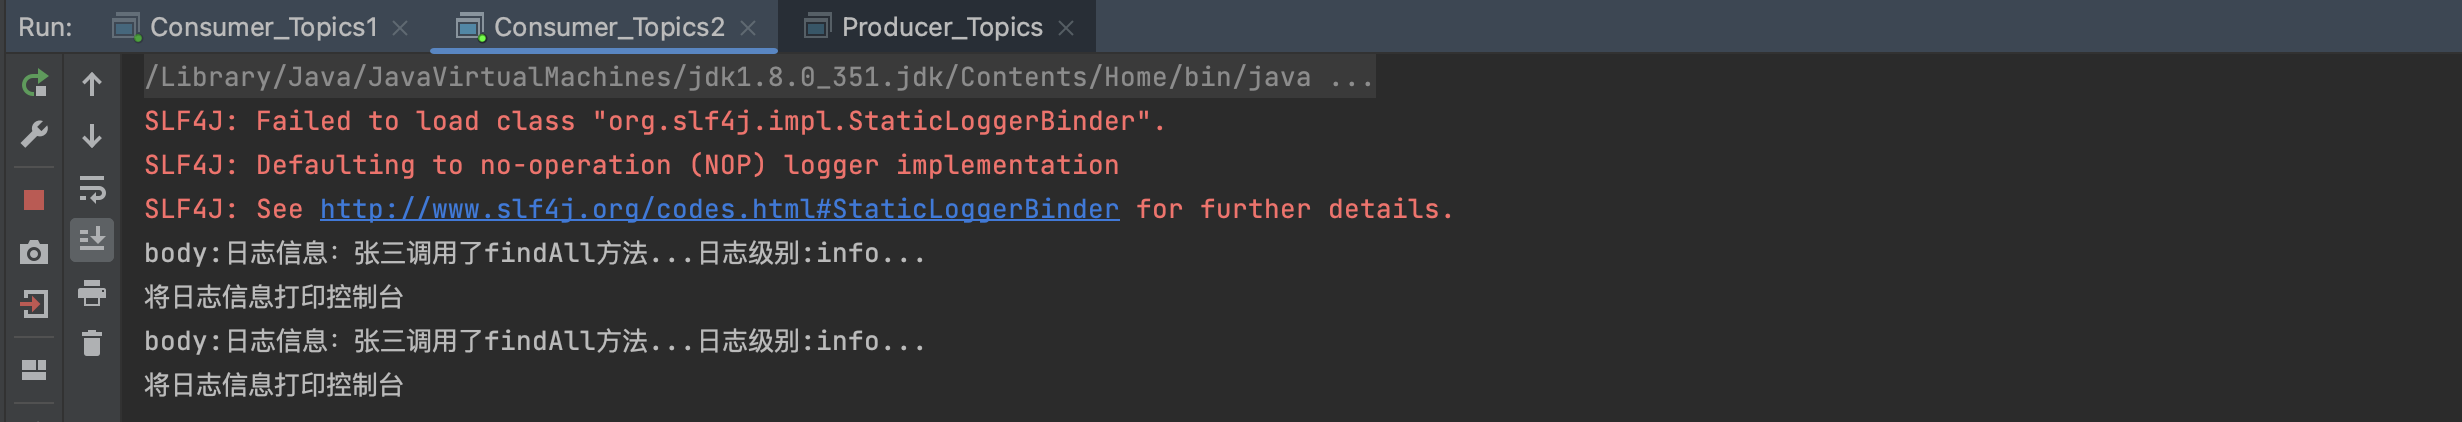 Run: Consumer_Topics1 Consumer_Topics2 Producer_Topics
/Library/Java/JavaVirtualMachines/jdk1.8.0_351.jdk/Contents/Home/bin/java ...
SLF4J: Failed to load class "org.slf4j.impl.StaticLoggerBinder".
SLF4J: Defaulting to no-operation (NOP) logger implementation
SLF4J: See http://www.slf4j.org/codes.html#StaticLoggerBinder for further details.
body:日志信息：张三调用了findAll方法...日志级别:info...
将日志信息打印控制台
body:日志信息：张三调用了findAll方法...日志级别:info...
将日志信息打印控制台